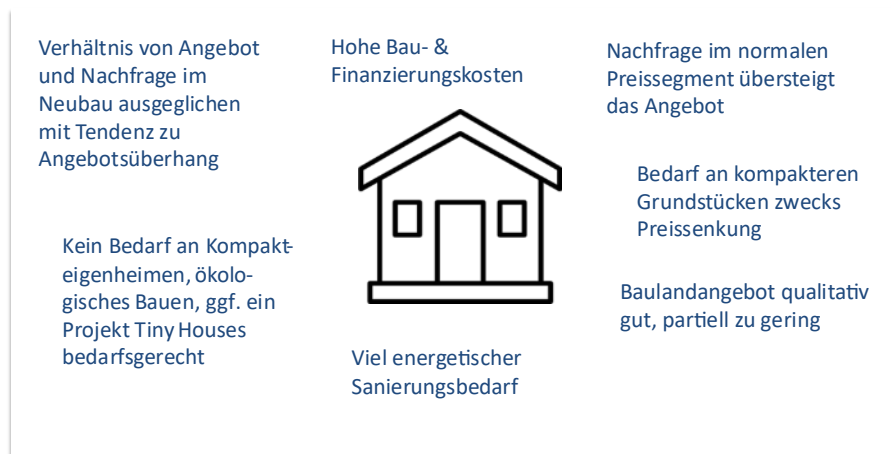 Verhältnis von Angebot
und Nachfrage im
Neubau ausgeglichen
mit Tendenz zu
Angebotsüberhang
Hohe Bau- &
Finanzierungskosten
Nachfrage im normalen
Preissegment übersteigt
das Angebot
Bedarf an kompakteren
Grundstücken zwecks
Preissenkung
Kein Bedarf an Kompakt-
eigenheimen, ökolo-
gisches Bauen, ggf. ein
Projekt Tiny Houses
bedarfsgerecht
Baulandangebot qualitativ
gut, partiell zu gering
Viel energetischer
Sanierungsbedarf